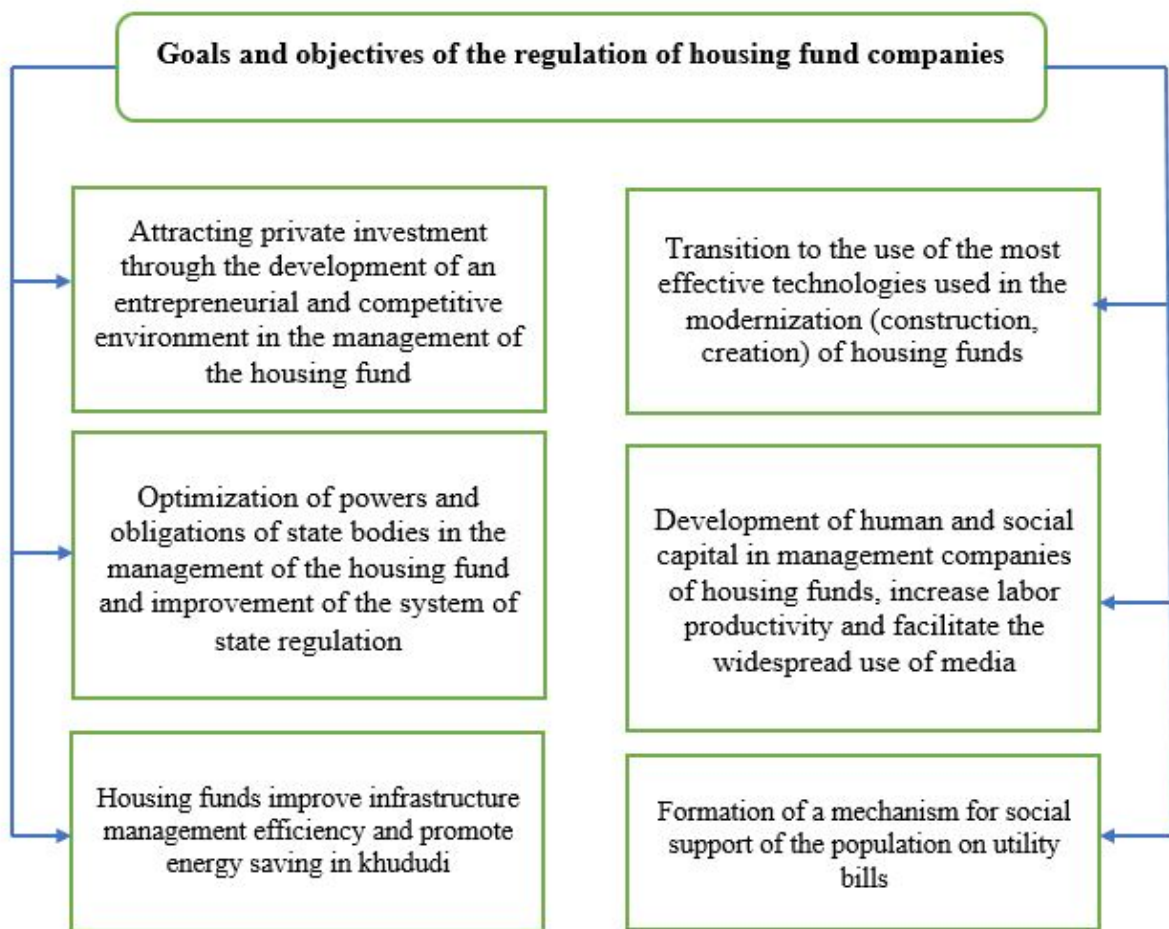 Goals and objectives of the regulation of housing fund companies
Attracting private investment
through the development of an
entrepreneurial and competitive
environment in the management of
the housing fund
Optimization of powers and
obligations of state bodies in the
management of the housing fund
and improvement of the system of
state regulation
Housing funds improve infrastructure
management efficiency and promote
energy saving in khududi
Transition to the use of the most
effective technologies used in the
modernization (construction,
creation) of housing funds
Development of human and social
capital in management companies
of housing funds, increase labor
productivity and facilitate the
widespread use of media
Formation of a mechanism for social
support of the population on utility
bills